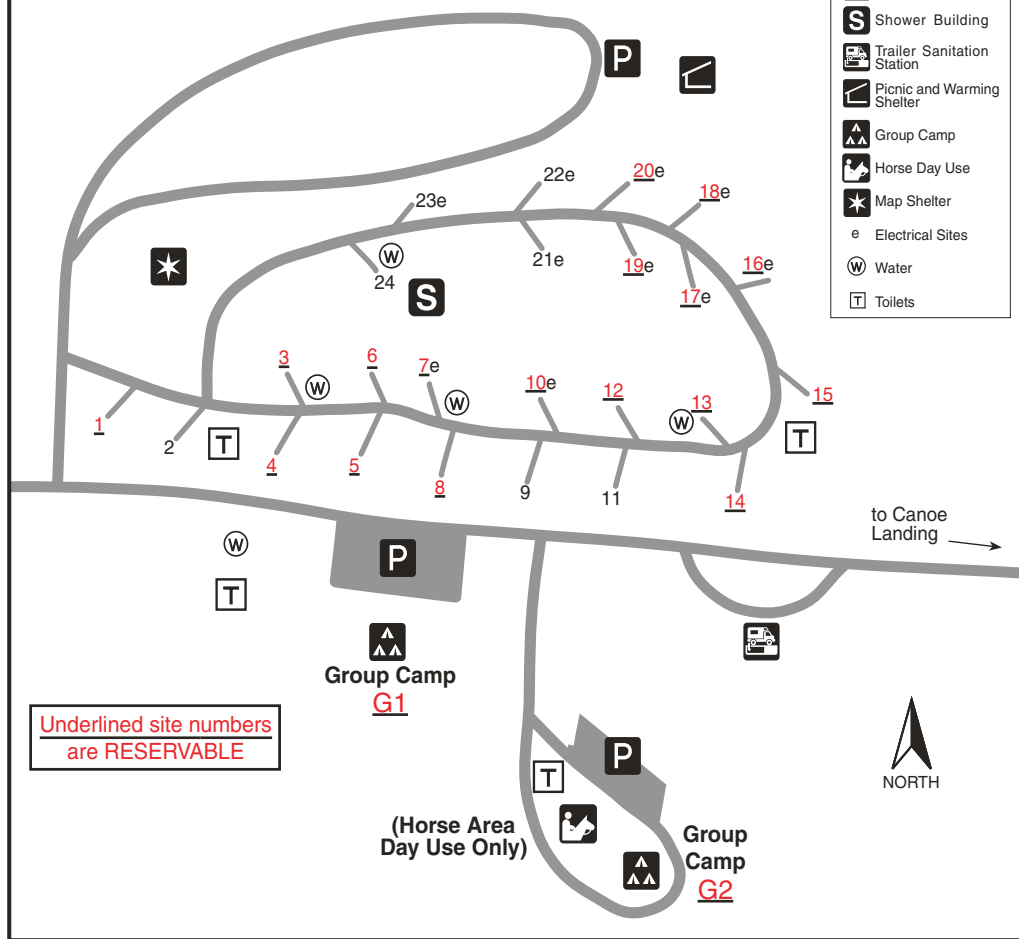 P
S Shower Building
Trailer Sanitation
Station
Picnic and Warming
Shelter
Group Camp
Horse Day Use
Map Shelter
e Electrical Sites
W Water
T Toilets
20e
22e
18e
23e
21e
19e
16e
W
24
17e
S
3
6
7e
10e
12
13
15
W
W
W
1
2
T
4
5
8
9
11
14
T
to Canoe
Landing
W
P
T
Group Camp
G1
Underlined site numbers
are RESERVABLE
P
T
NORTH
(Horse Area
Day Use Only)
Group
Camp
G2